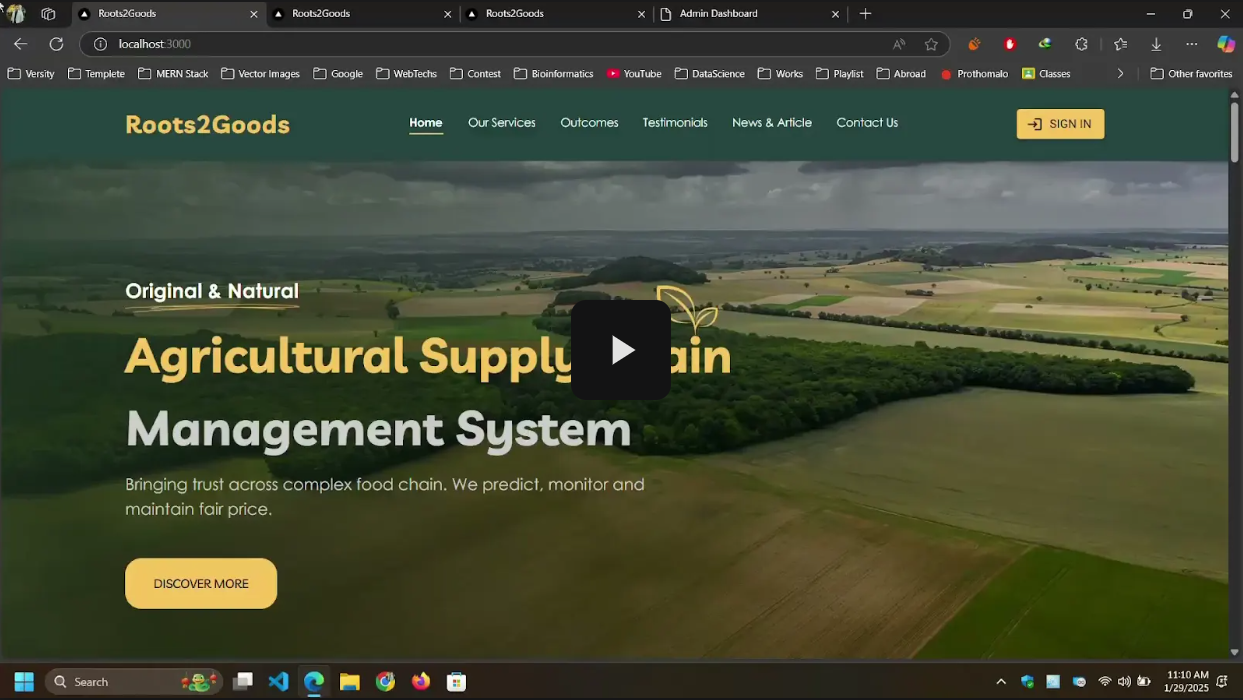 Roots2Goods
Roots2Goods
Roots2Goods
Admin Dashboard
localhost:3000
Versity
Templete
MERN Stack
Vector Images
Google
WebTechs
Contest
Bioinformatics
YouTube
DataScience
Works
Playlist
Abroad
Prothomalo
Classes
Other favorites
Roots2Goods
Home
Our Services
Outcomes
Testimonials
News & Article
Contact Us
SIGN IN
Original & Natural
Agricultural Supply ain
Management System
Bringing trust across complex food chain. We predict, monitor and
maintain fair price.
DISCOVER MORE
Search
11:10 AM
1/29/2025